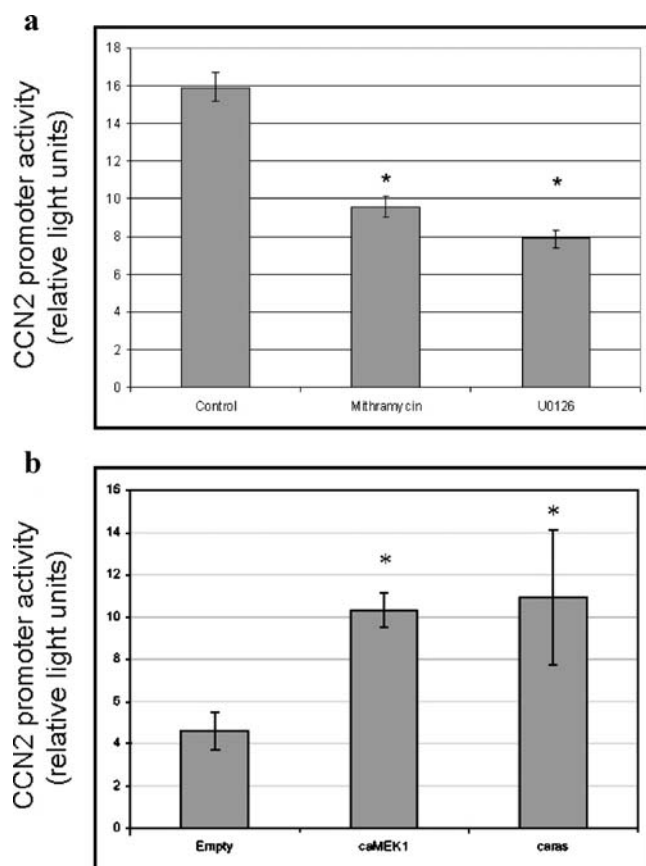 a
CCN2 promoter activity
(relative light units)
18
16
14
12
10
8
6
4
2
0
*
*
Control
Mithramycin
U0126
b
CCN2 promoter activity
(relative light units)
16
14
12
10
8
6
4
2
0
*
*
Empty
caMEK1
caras